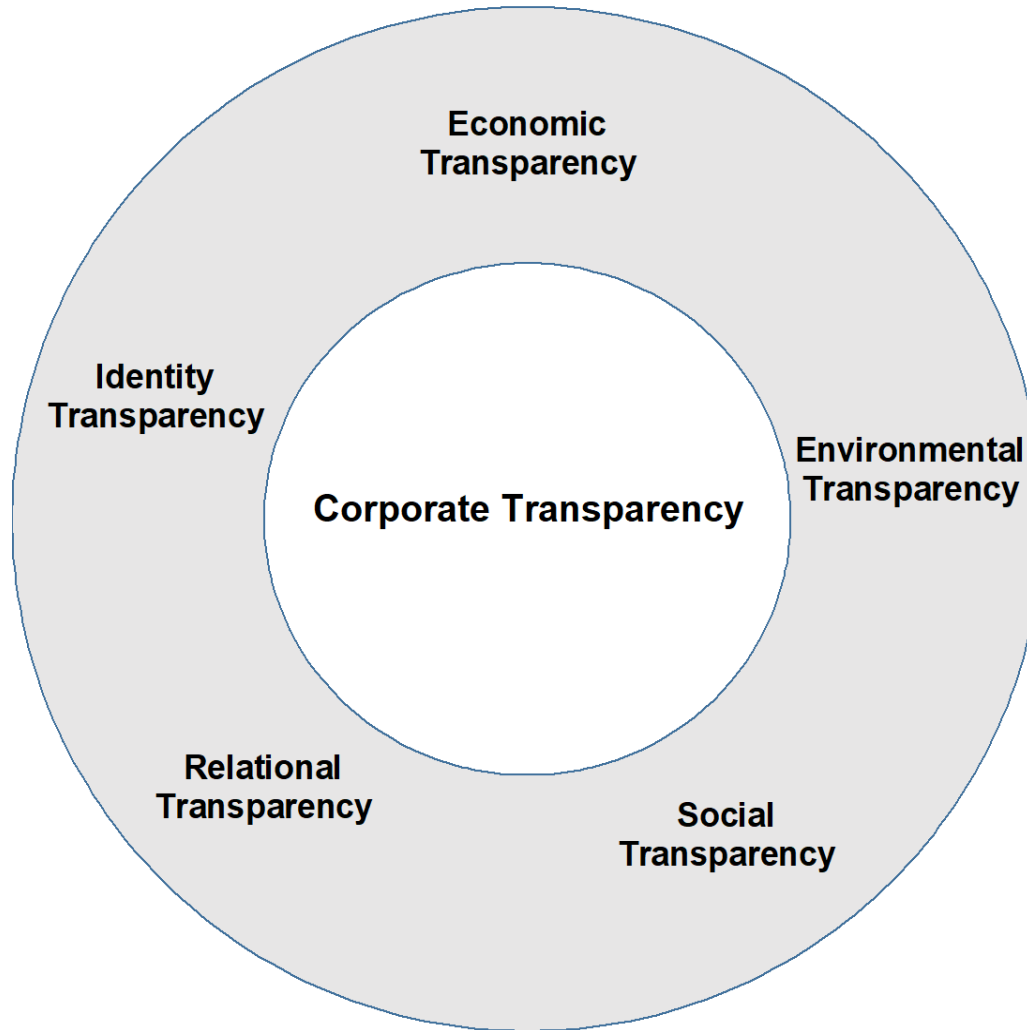 Economic
Transparency
Identity
Transparency
Environmental
Transparency
Corporate Transparency
Relational
Transparency
Social
Transparency